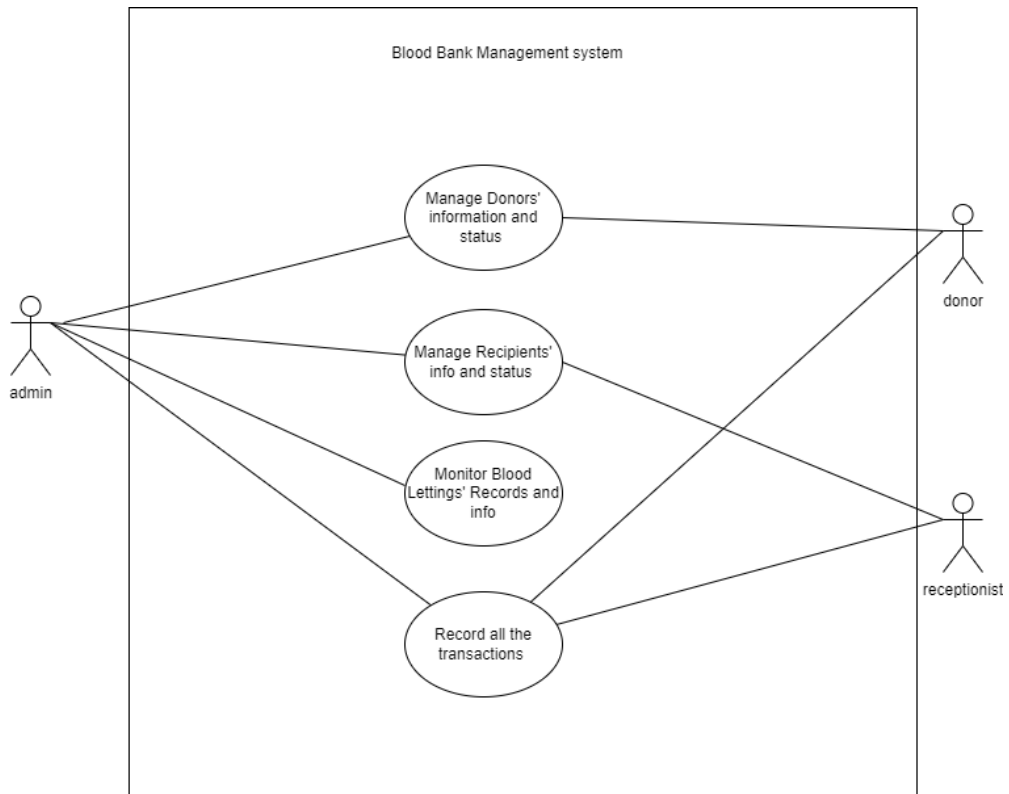 Blood Bank Management system
Manage Donors'
information and
status
donor
admin
Manage Recipients'
info and status
Monitor Blood
Lettings' Records and
info
receptionist
Record all the
transactions